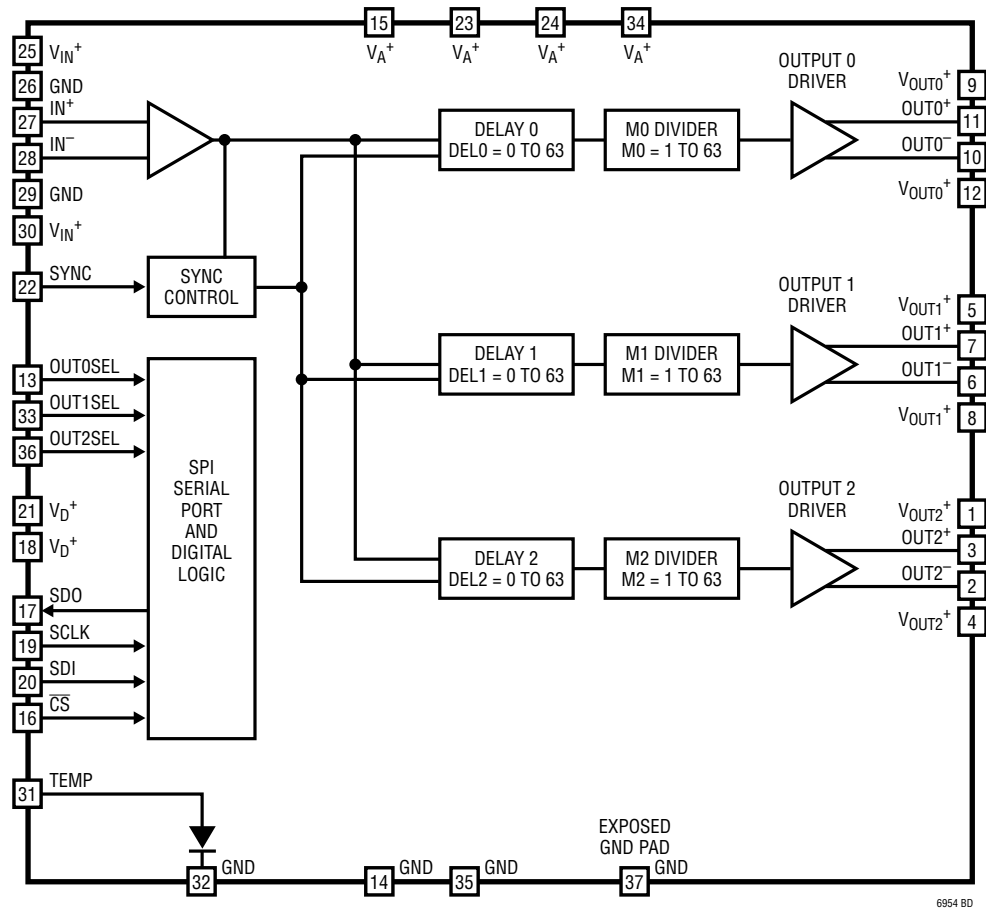 15 23 24 34
V_A^+ V_A^+ V_A^+ V_A^+
25 V_IN^+
26 GND
27 IN^+
28 IN^–
29 GND
30 V_IN^+
22 SYNC
SYNC
CONTROL
13 OUT0SEL
33 OUT1SEL
36 OUT2SEL
21 V_D^+
18 V_D^+
17 SDO
19 SCLK
20 SDI
16 C̅S̅
SPI
SERIAL
PORT
AND
DIGITAL
LOGIC
31 TEMP
DELAY 0
DEL0 = 0 TO 63
M0 DIVIDER
M0 = 1 TO 63
OUTPUT 0
DRIVER
V_OUT0^+ 9
OUT0^+ 11
OUT0^– 10
V_OUT0^+ 12
DELAY 1
DEL1 = 0 TO 63
M1 DIVIDER
M1 = 1 TO 63
OUTPUT 1
DRIVER
V_OUT1^+ 5
OUT1^+ 7
OUT1^– 6
V_OUT1^+ 8
DELAY 2
DEL2 = 0 TO 63
M2 DIVIDER
M2 = 1 TO 63
OUTPUT 2
DRIVER
V_OUT2^+ 1
OUT2^+ 3
OUT2^– 2
V_OUT2^+ 4
32 GND
14 GND
35 GND
EXPOSED
GND PAD
37 GND
6954 BD